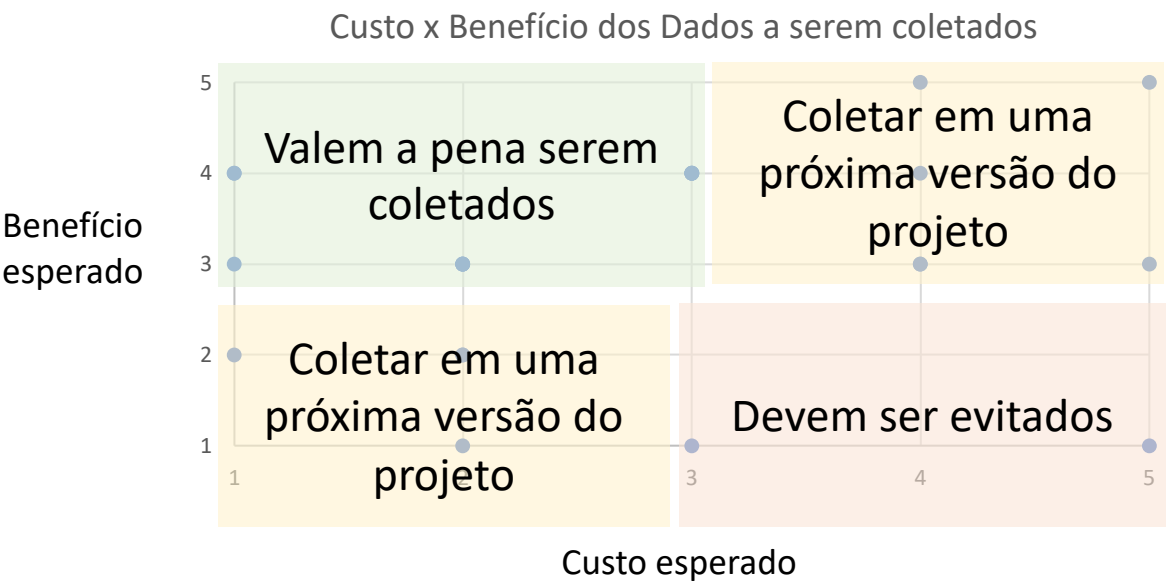 Custo x Benefício dos Dados a serem coletados
5
4
3
2
1
Benefício
esperado
Valem a pena serem
coletados
Coletar em uma
próxima versão do
projeto
Coletar em uma
próxima versão do
projeto
Devem ser evitados
1
2
3
4
5
Custo esperado